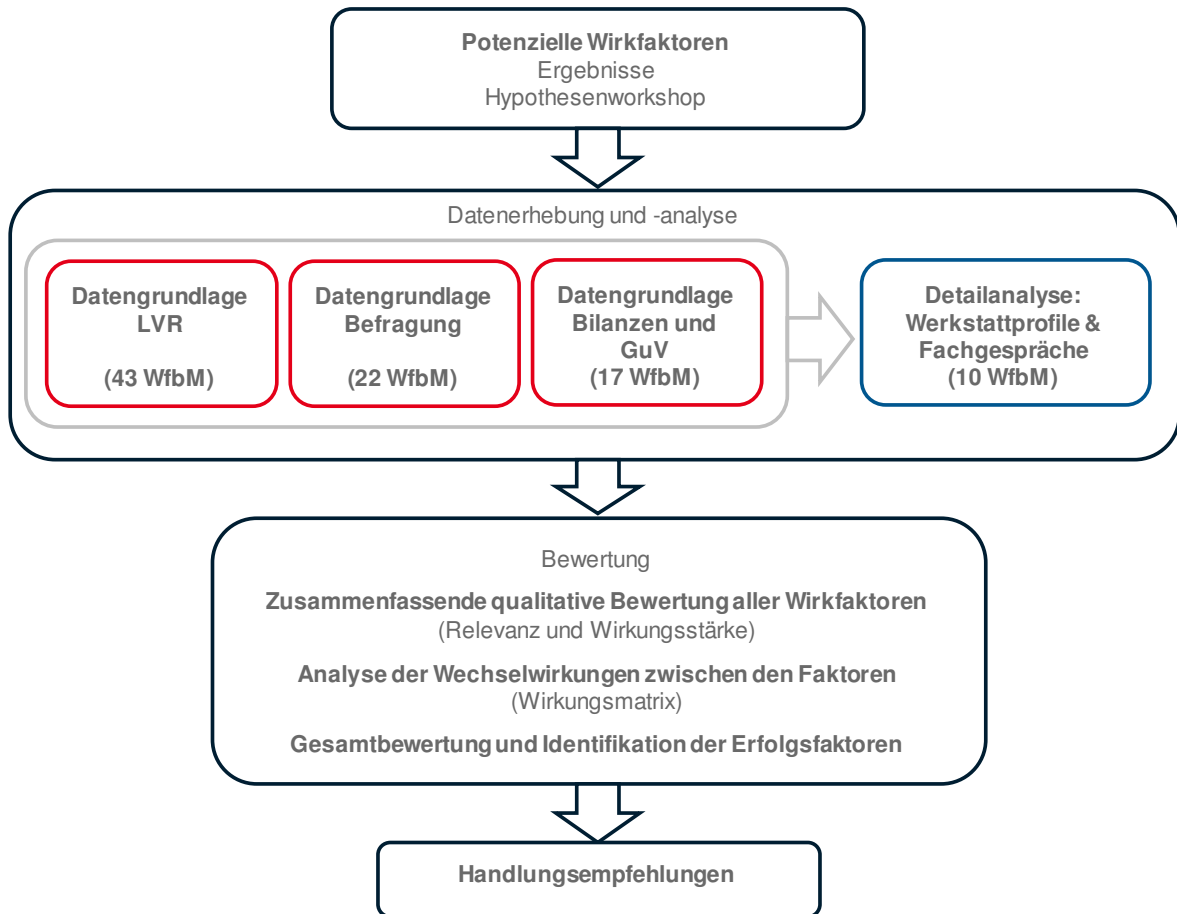 Potenzielle Wirkfaktoren
Ergebnisse
Hypothesenworkshop
Datenerhebung und -analyse
Datengrundlage
LVR
(43 WfbM)
Datengrundlage
Befragung
(22 WfbM)
Datengrundlage
Bilanzen und
GuV
(17 WfbM)
Detailanalyse:
Werkstattprofile &
Fachgespräche
(10 WfbM)
Bewertung
Zusammenfassende qualitative Bewertung aller Wirkfaktoren
(Relevanz und Wirkungsstärke)
Analyse der Wechselwirkungen zwischen den Faktoren
(Wirkungsmatrix)
Gesamtbewertung und Identifikation der Erfolgsfaktoren
Handlungsempfehlungen